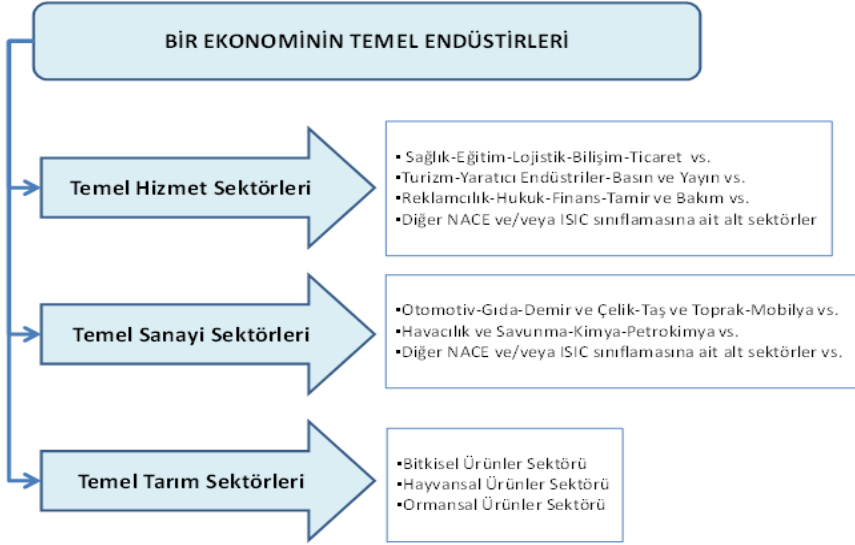 BİR EKONOMİNİN TEMEL ENDÜSTİRLERİ
Temel Hizmet Sektörleri
▪ Sağlık-Eğitim-Lojistik-Bilişim-Ticaret vs.
▪Turizm-Yaratıcı Endüstriler-Basın ve Yayın vs.
▪Reklamcılık-Hukuk-Finans-Tamir ve Bakım vs.
▪Diğer NACE ve/veya ISIC sınıflamasına ait alt sektörler
Temel Sanayi Sektörleri
▪Otomotiv-Gıda-Demir ve Çelik-Taş ve Toprak-Mobilya vs.
▪Havacılık ve Savunma-Kimya-Petrokimya vs.
▪Diğer NACE ve/veya ISIC sınıflamasına ait alt sektörler vs.
Temel Tarım Sektörleri
▪Bitkisel Ürünler Sektörü
▪Hayvansal Ürünler Sektörü
▪Ormansal Ürünler Sektörü